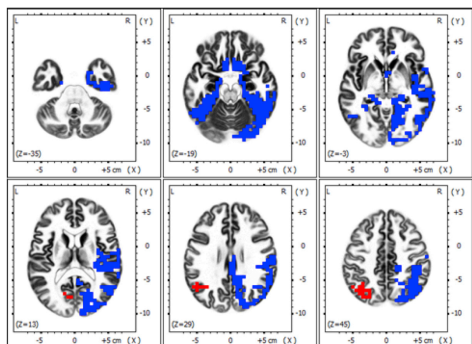 L R (Y) L R (Y) L R (Y)
+5 +5 +5
0 0 0
-5 -5 -5
(Z=-35) -10 (Z=-19) -10 (Z=-3) -10
-5 0 +5 cm (X) -5 0 +5 cm (X) -5 0 +5 cm (X)
L R (Y) L R (Y) L R (Y)
+5 +5 +5
0 0 0
-5 -5 -5
(Z=13) -10 (Z=29) -10 (Z=45) -10
-5 0 +5 cm (X) -5 0 +5 cm (X) -5 0 +5 cm (X)